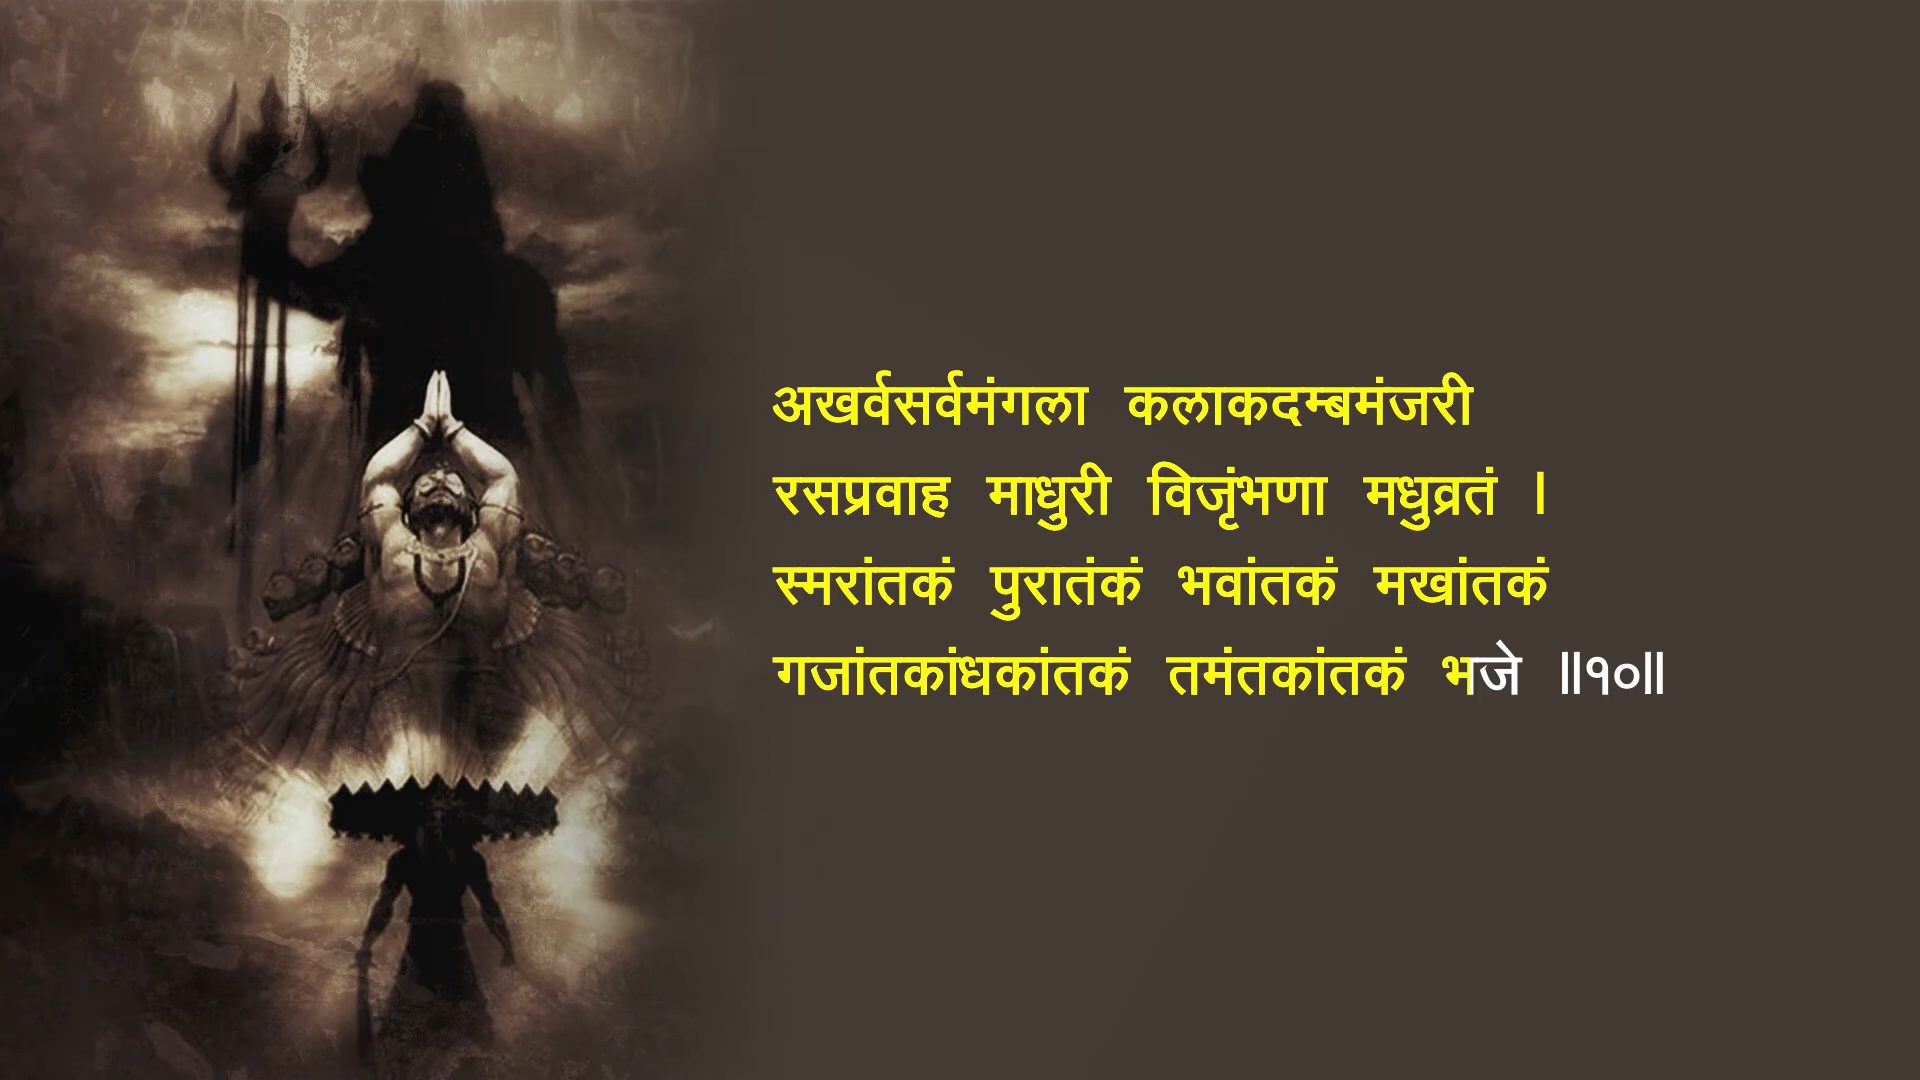 अखर्वसर्वमंगला कलाकदम्बमंजरी
रसप्रवाह माधुरी विजृंभणा मधुव्रतं ।
स्मरांतकं पुरातंकं भवांतकं मखांतकं
गजांतकांधकांतकं तमंतकांतकं भजे ॥१०॥